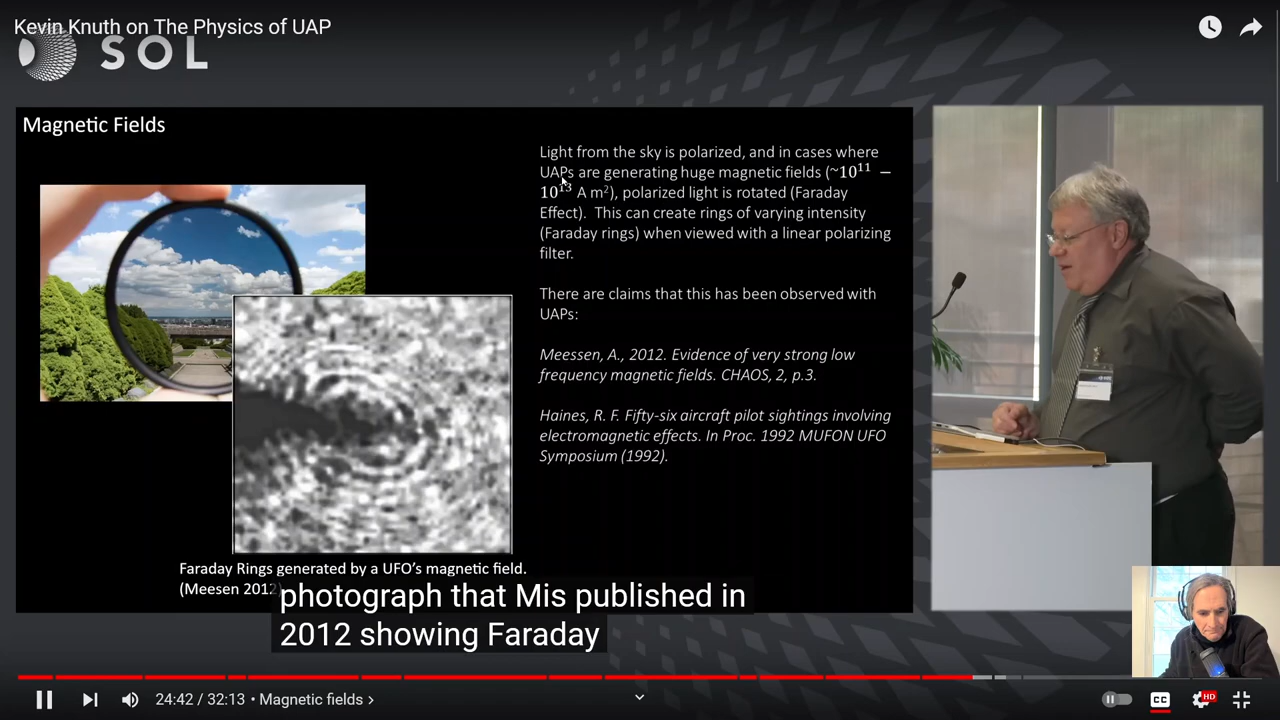 Kevin Knuth on The Physics of UAP
SOL
Magnetic Fields
Light from the sky is polarized, and in cases where
UAPs are generating huge magnetic fields (~10¹¹ −
10¹³ A m²), polarized light is rotated (Faraday
Effect). This can create rings of varying intensity
(Faraday rings) when viewed with a linear polarizing
filter.
There are claims that this has been observed with
UAPs:
Meessen, A., 2012. Evidence of very strong low
frequency magnetic fields. CHAOS, 2, p.3.
Haines, R. F. Fifty-six aircraft pilot sightings involving
electromagnetic effects. In Proc. 1992 MUFON UFO
Symposium (1992).
Faraday Rings generated by a UFO's magnetic field.
(Meesen 2012)
photograph that Mis published in
2012 showing Faraday
24:42 / 32:13 • Magnetic fields ›
CC
HD